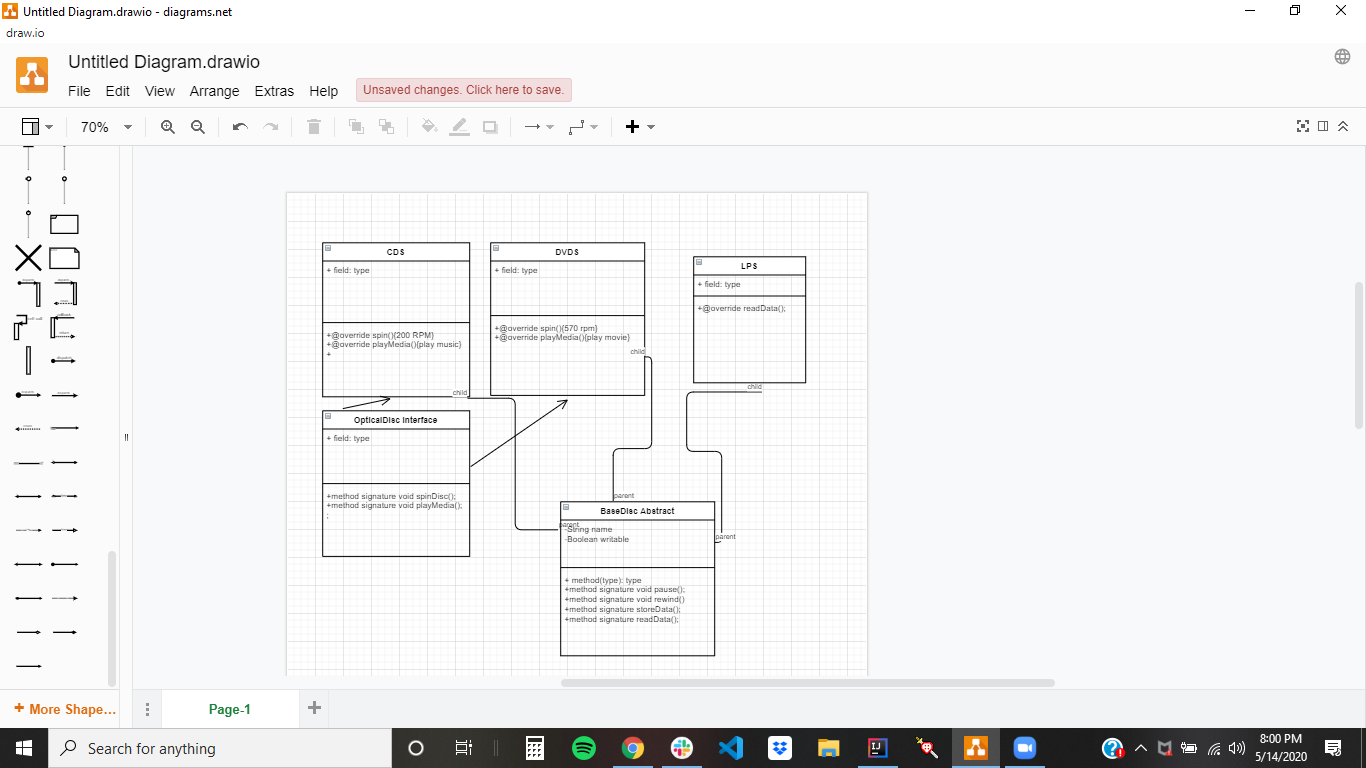 Untitled Diagram.drawio - diagrams.net
draw.io
Untitled Diagram.drawio
File Edit View Arrange Extras Help
Unsaved changes. Click here to save.
70%
CDS
+ field: type
+@override spin(){200 RPM}
+@override playMedia(){play music}
+
child
DVDS
+ field: type
+@override spin(){570 rpm}
+@override playMedia(){play movie}
child
LPS
+ field: type
+@override readData();
child
OpticalDisc Interface
+ field: type
+method signature void spinDisc();
+method signature void playMedia();
;
parent
BaseDisc Abstract
parent
-String name
-Boolean writable
parent
+ method(type): type
+method signature void pause();
+method signature void rewind()
+method signature storeData();
+method signature readData();
+ More Shape...
Page-1
Search for anything
8:00 PM
5/14/2020